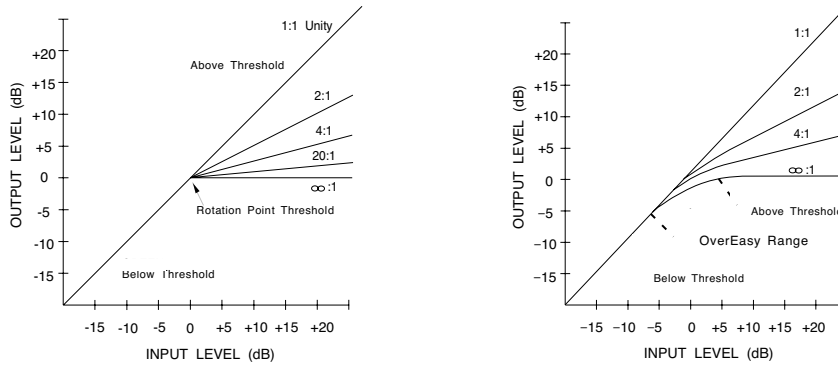 1:1 Unity
+20
Above Threshold
+15
2:1
+10
4:1
+5
20:1
0
∞:1
Rotation Point Threshold
-5
-10
Below Threshold
-15
OUTPUT LEVEL (dB)
-15 -10 -5 0 +5 +10 +15 +20
INPUT LEVEL (dB)
1:1
+20
+15
2:1
+10
4:1
+5
∞:1
0
Above Threshold
−5
OverEasy Range
−10
Below Threshold
−15
OUTPUT LEVEL (dB)
−15 −10 −5 0 +5 +10 +15 +20
INPUT LEVEL (dB)